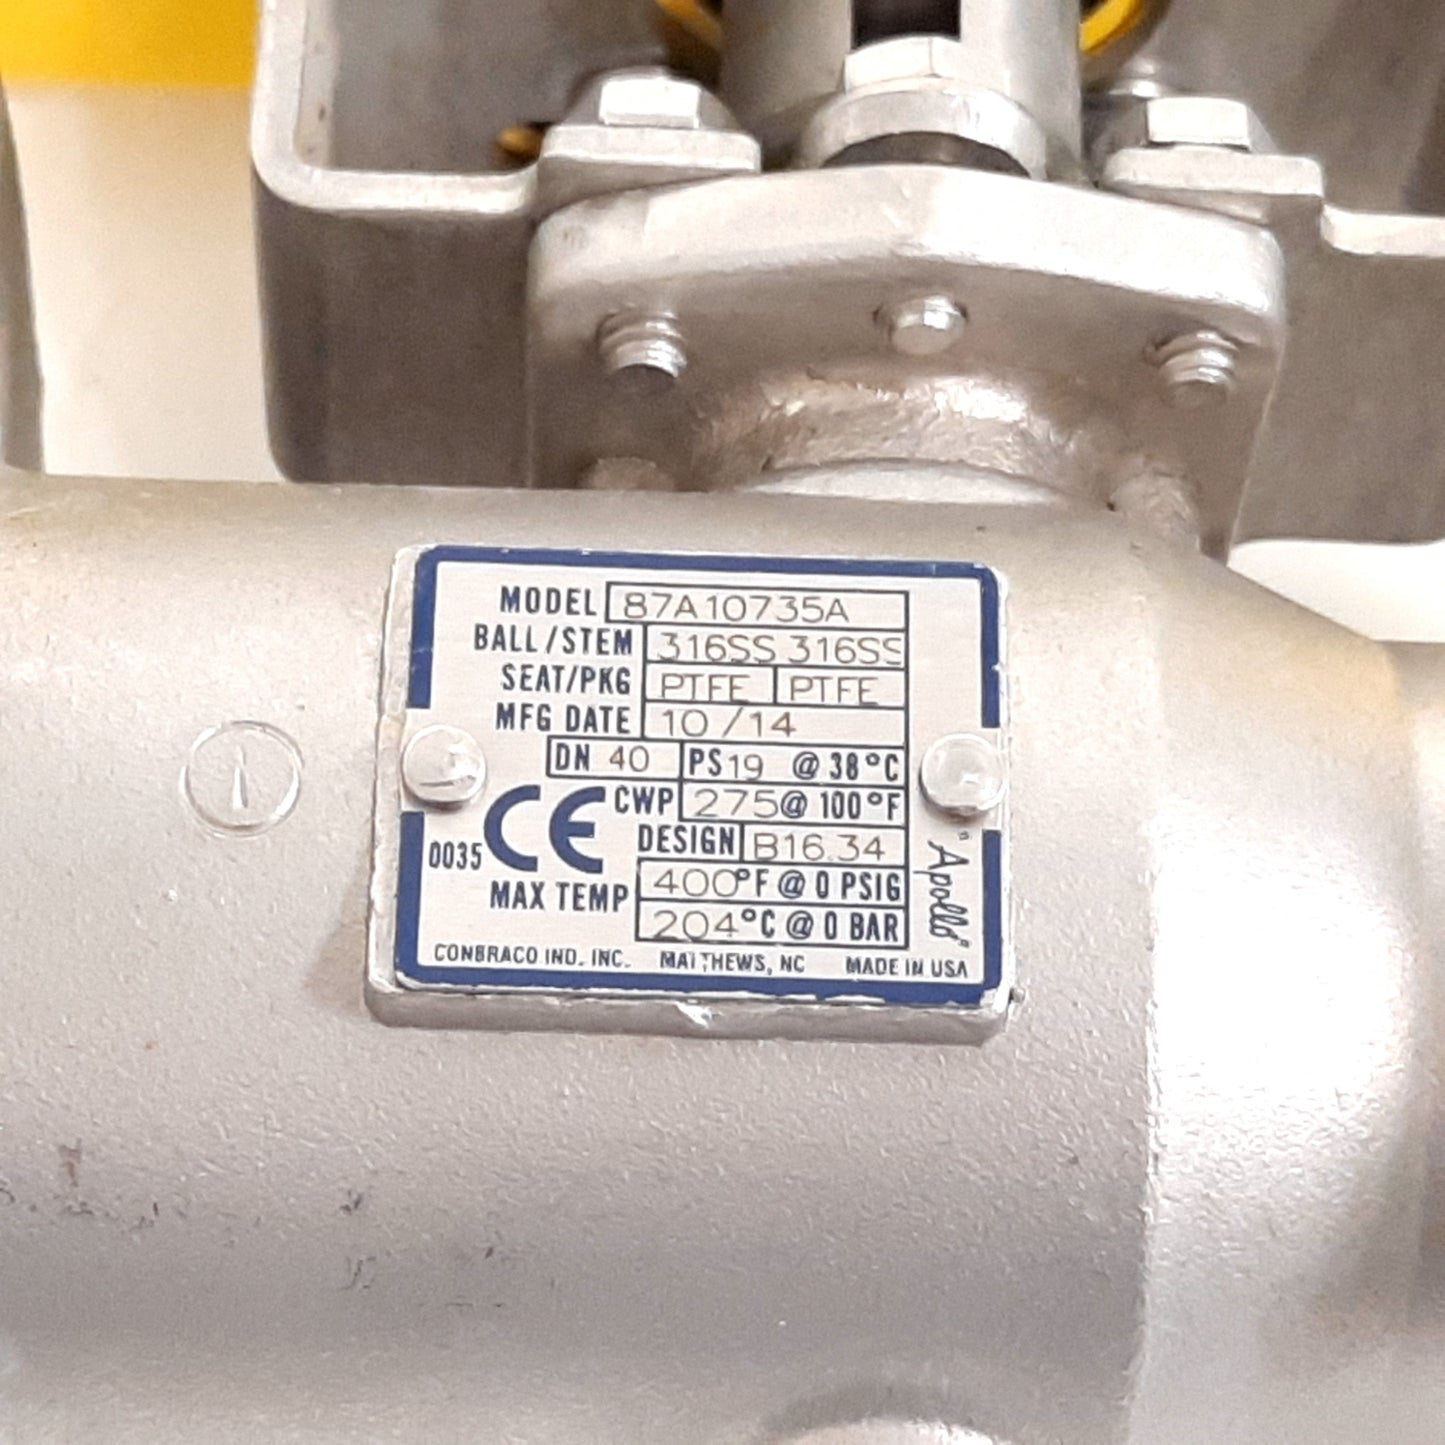 MODEL 87A10735A
BALL/STEM 316SS 316SS
SEAT/PKG PTFE PTFE
MFG DATE 10/14
DN 40 PS 19 @ 38°C
CWP 275 @ 100°F
CE
0035
DESIGN B16.34
MAX TEMP 400°F @ 0 PSIG
204°C @ 0 BAR
"Apollo"
CONBRACO IND. INC. MATTHEWS, NC MADE IN USA